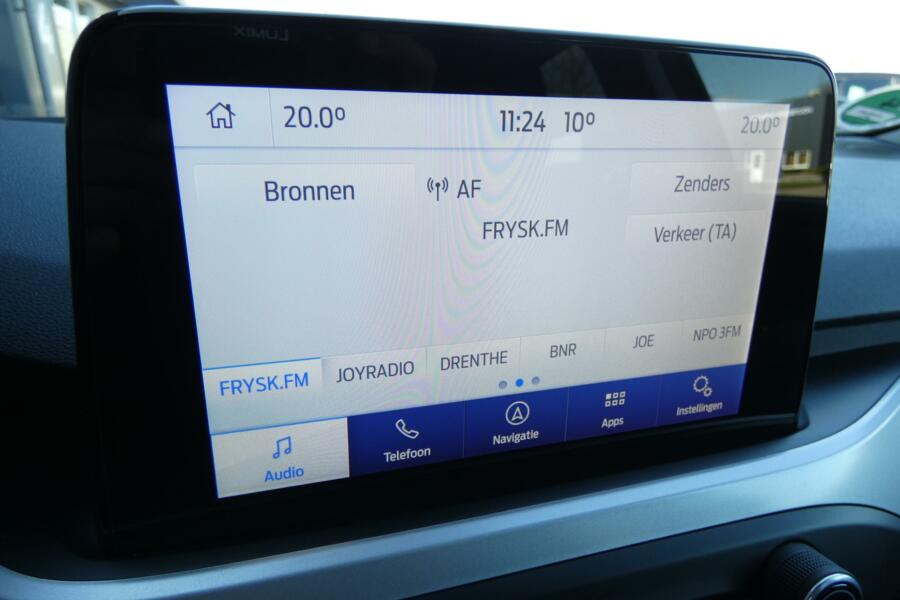 20.0° 11:24 10° 20.0°
Bronnen AF Zenders
FRYSK.FM Verkeer (TA)
FRYSK.FM JOYRADIO DRENTHE BNR JOE NPO 3FM
Audio Telefoon Navigatie Apps Instellingen
LUMIX